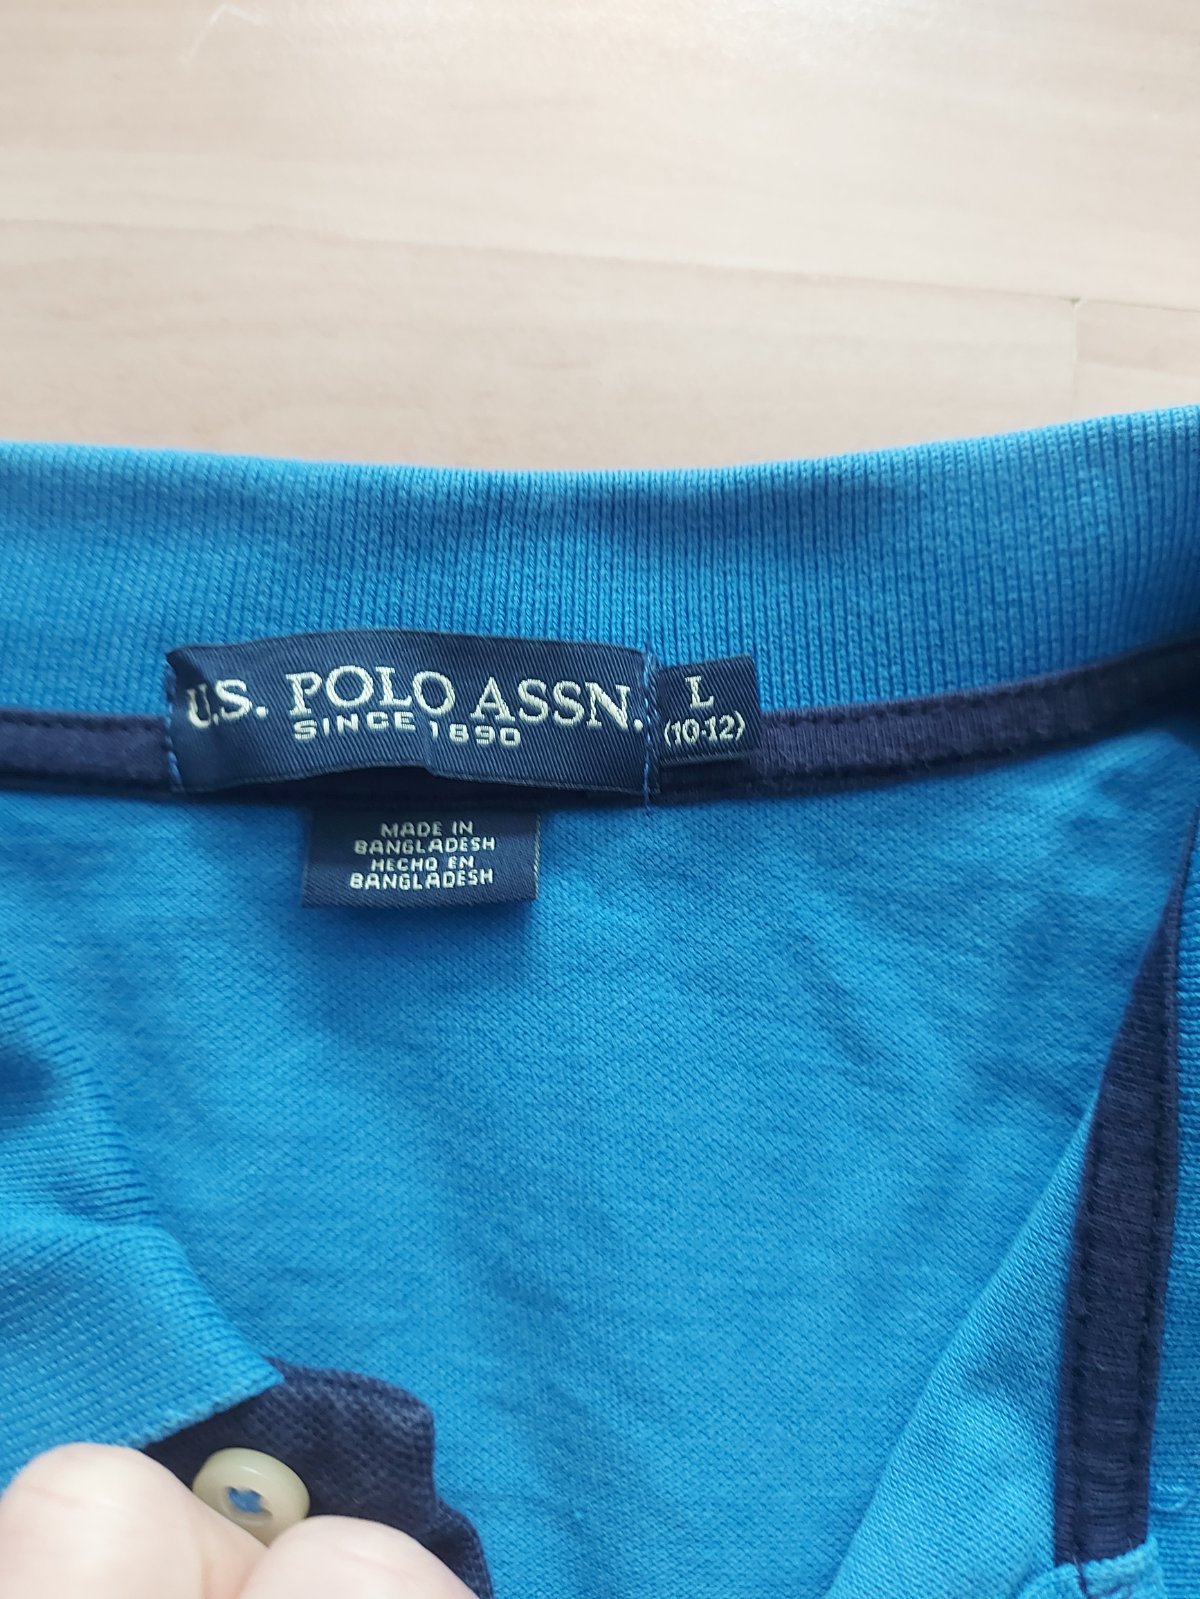 U.S. POLO ASSN.
SINCE 1890
L
(10-12)
MADE IN
BANGLADESH
HECHO EN
BANGLADESH